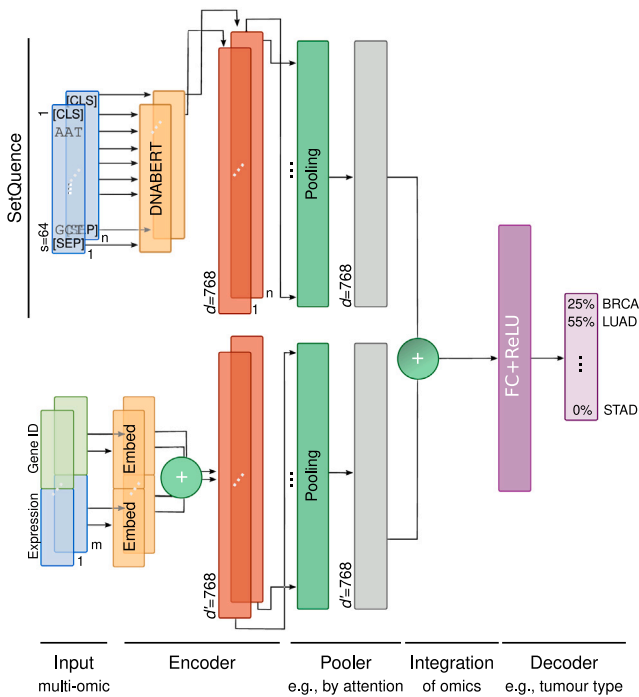 SetQuence
1
[CLS]
[CLS]
AAT
GCT
[SEP]
P]
s=64
n
1
DNABERT
d=768
n
1
Pooling
d=768
25% BRCA
55% LUAD
0% STAD
FC+ReLU
+
Gene ID
Expression
m
1
Embed
Embed
+
d'=768
Pooling
d'=768
Input
multi-omic
Encoder
Pooler
e.g., by attention
Integration
of omics
Decoder
e.g., tumour type